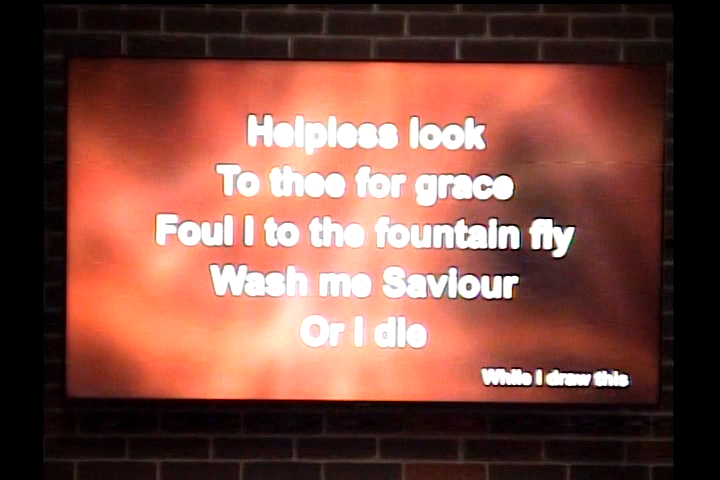 Helpless look
To thee for grace
Foul I to the fountain fly
Wash me Saviour
Or I die
While I draw this